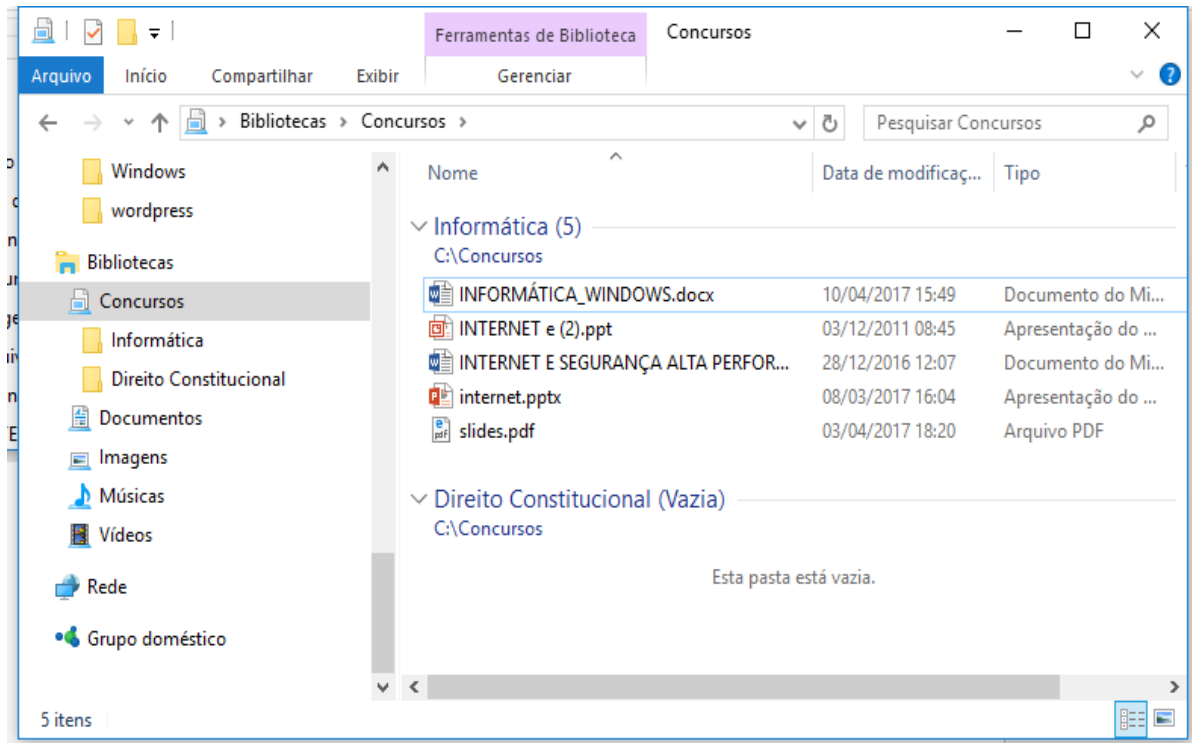 Ferramentas de Biblioteca Concursos
Arquivo Início Compartilhar Exibir Gerenciar
Bibliotecas Concursos Pesquisar Concursos
Windows
wordpress
Bibliotecas
Concursos
Informática
Direito Constitucional
Documentos
Imagens
Músicas
Vídeos
Rede
Grupo doméstico
Nome Data de modificaç... Tipo
Informática (5)
C:\Concursos
INFORMÁTICA_WINDOWS.docx 10/04/2017 15:49 Documento do Mi...
INTERNET e (2).ppt 03/12/2011 08:45 Apresentação do ...
INTERNET E SEGURANÇA ALTA PERFOR... 28/12/2016 12:07 Documento do Mi...
internet.pptx 08/03/2017 16:04 Apresentação do ...
slides.pdf 03/04/2017 18:20 Arquivo PDF
Direito Constitucional (Vazia)
C:\Concursos
Esta pasta está vazia.
5 itens